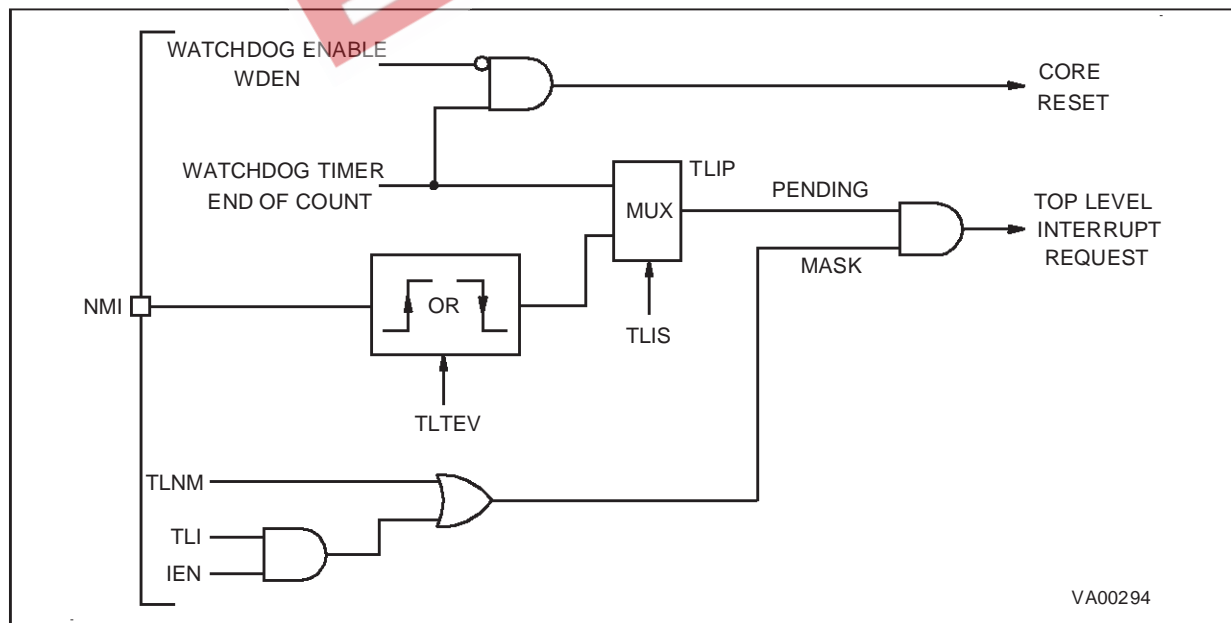 WATCHDOG ENABLE
WDEN
CORE
RESET
WATCHDOG TIMER
END OF COUNT
TLIP
MUX
PENDING
TOP LEVEL
INTERRUPT
REQUEST
MASK
NMI
OR
TLIS
TLTEV
TLNM
TLI
IEN
VA00294